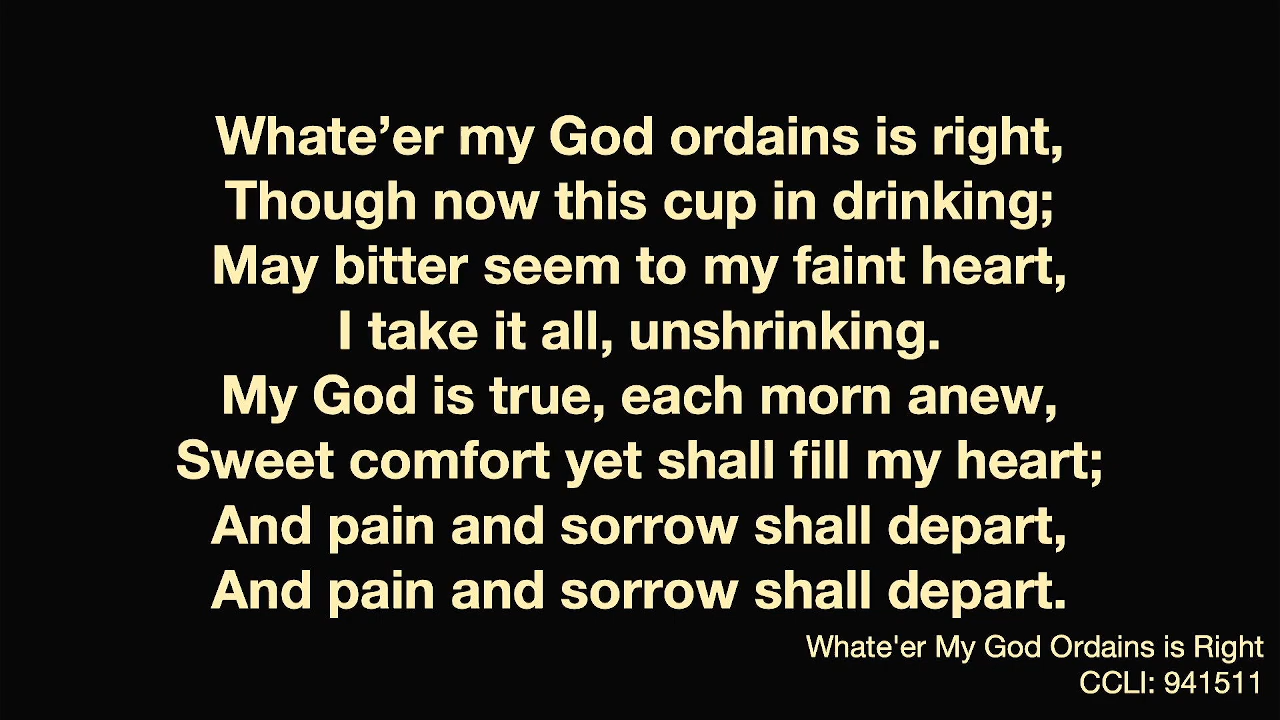 Whate’er my God ordains is right,
Though now this cup in drinking;
May bitter seem to my faint heart,
I take it all, unshrinking.
My God is true, each morn anew,
Sweet comfort yet shall fill my heart;
And pain and sorrow shall depart,
And pain and sorrow shall depart.
Whate'er My God Ordains is Right
CCLI: 941511